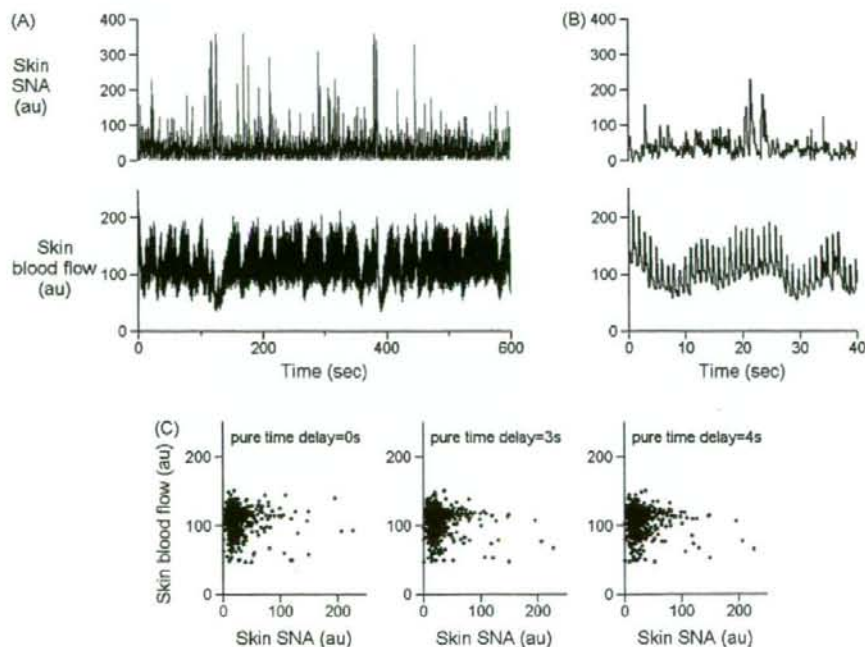 (A)
Skin
SNA
(au)
400
300
200
100
0
Skin
blood flow
(au)
200
100
0
0
200
400
600
Time (sec)
(B)
400
300
200
100
0
200
100
0
0
10
20
30
40
Time (sec)
(C)
Skin blood flow (au)
pure time delay=0s
200
100
0
0
100
200
Skin SNA (au)
pure time delay=3s
200
100
0
0
100
200
Skin SNA (au)
pure time delay=4s
200
100
0
0
100
200
Skin SNA (au)